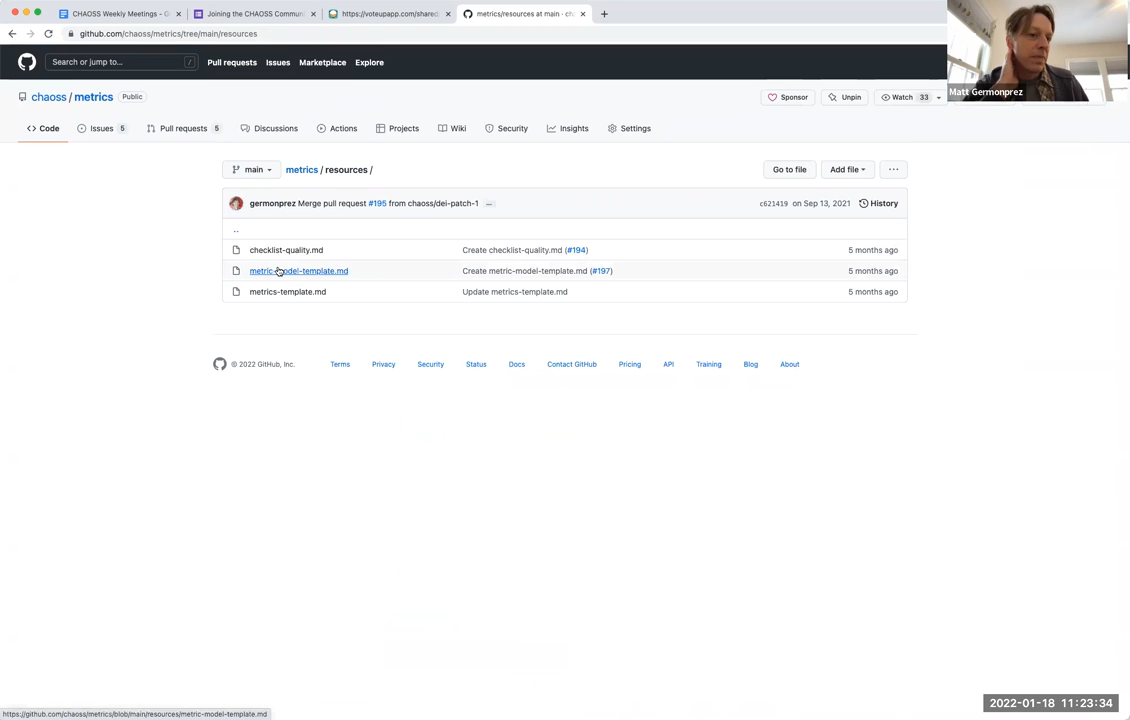 CHAOSS Weekly Meetings - G
Joining the CHAOSS Commun
https://voteupapp.com/shared
metrics/resources at main · ch
github.com/chaoss/metrics/tree/main/resources
Search or jump to...
/
Pull requests
Issues
Marketplace
Explore
Matt Germonprez
chaoss / metrics
Public
Sponsor
Unpin
Watch 33
Code
Issues 5
Pull requests 5
Discussions
Actions
Projects
Wiki
Security
Insights
Settings
main
metrics / resources /
Go to file
Add file
germonprez Merge pull request #195 from chaoss/dei-patch-1
c621419 on Sep 13, 2021
History
..
checklist-quality.md Create checklist-quality.md (#194) 5 months ago
metric-model-template.md Create metric-model-template.md (#197) 5 months ago
metrics-template.md Update metrics-template.md 5 months ago
© 2022 GitHub, Inc.
Terms
Privacy
Security
Status
Docs
Contact GitHub
Pricing
API
Training
Blog
About
2022-01-18 11:23:34
https://github.com/chaoss/metrics/blob/main/resources/metric-model-template.md